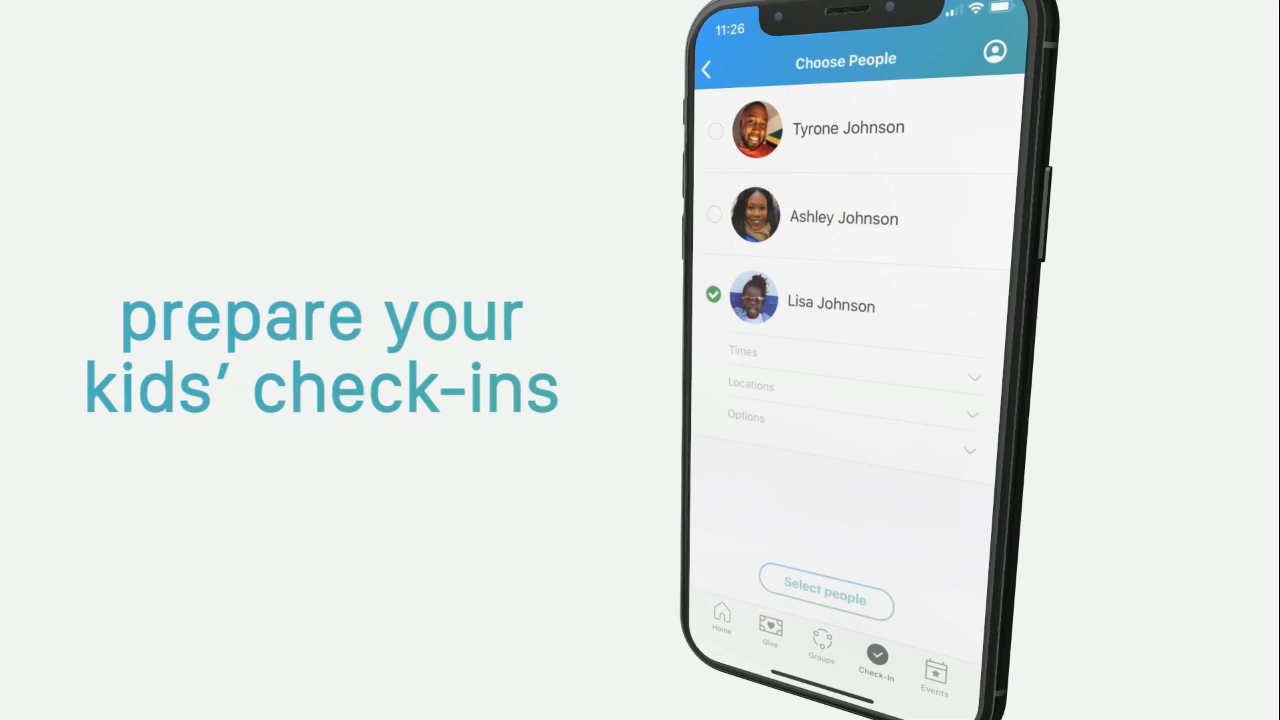 prepare your
kids’ check-ins
11:26
Choose People
Tyrone Johnson
Ashley Johnson
Lisa Johnson
Times
Locations
Options
Select people
Home
Give
Groups
Check-In
Events